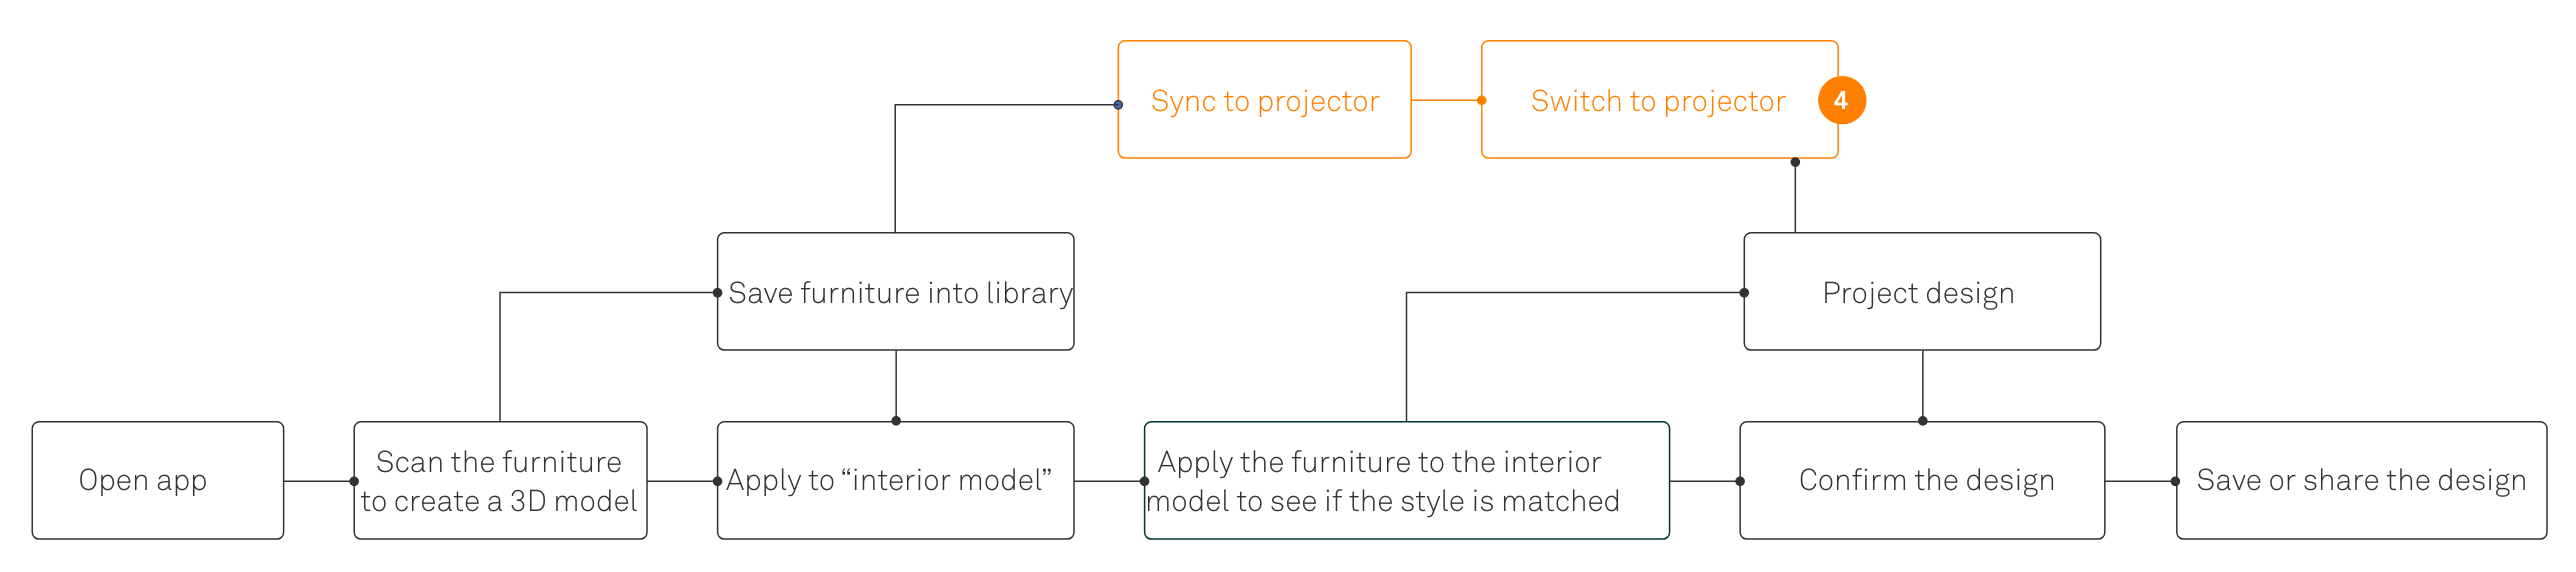 Sync to projector
Switch to projector
4
Save furniture into library
Project design
Open app
Scan the furniture
to create a 3D model
Apply to “interior model”
Apply the furniture to the interior
model to see if the style is matched
Confirm the design
Save or share the design